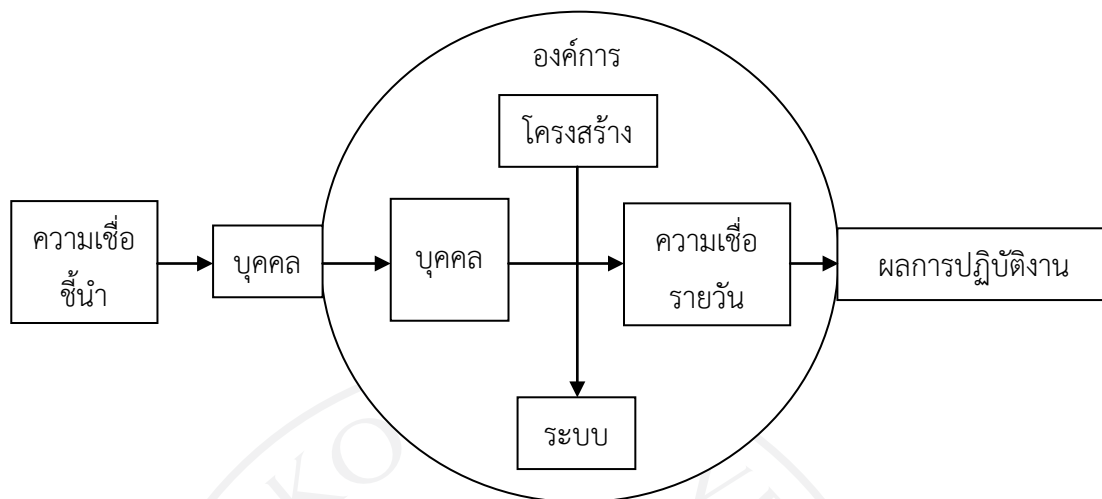 องค์การ
โครงสร้าง
ความเชื่อ
ชี้นำ
บุคคล
บุคคล
ความเชื่อ
รายวัน
ผลการปฏิบัติงาน
ระบบ
KO